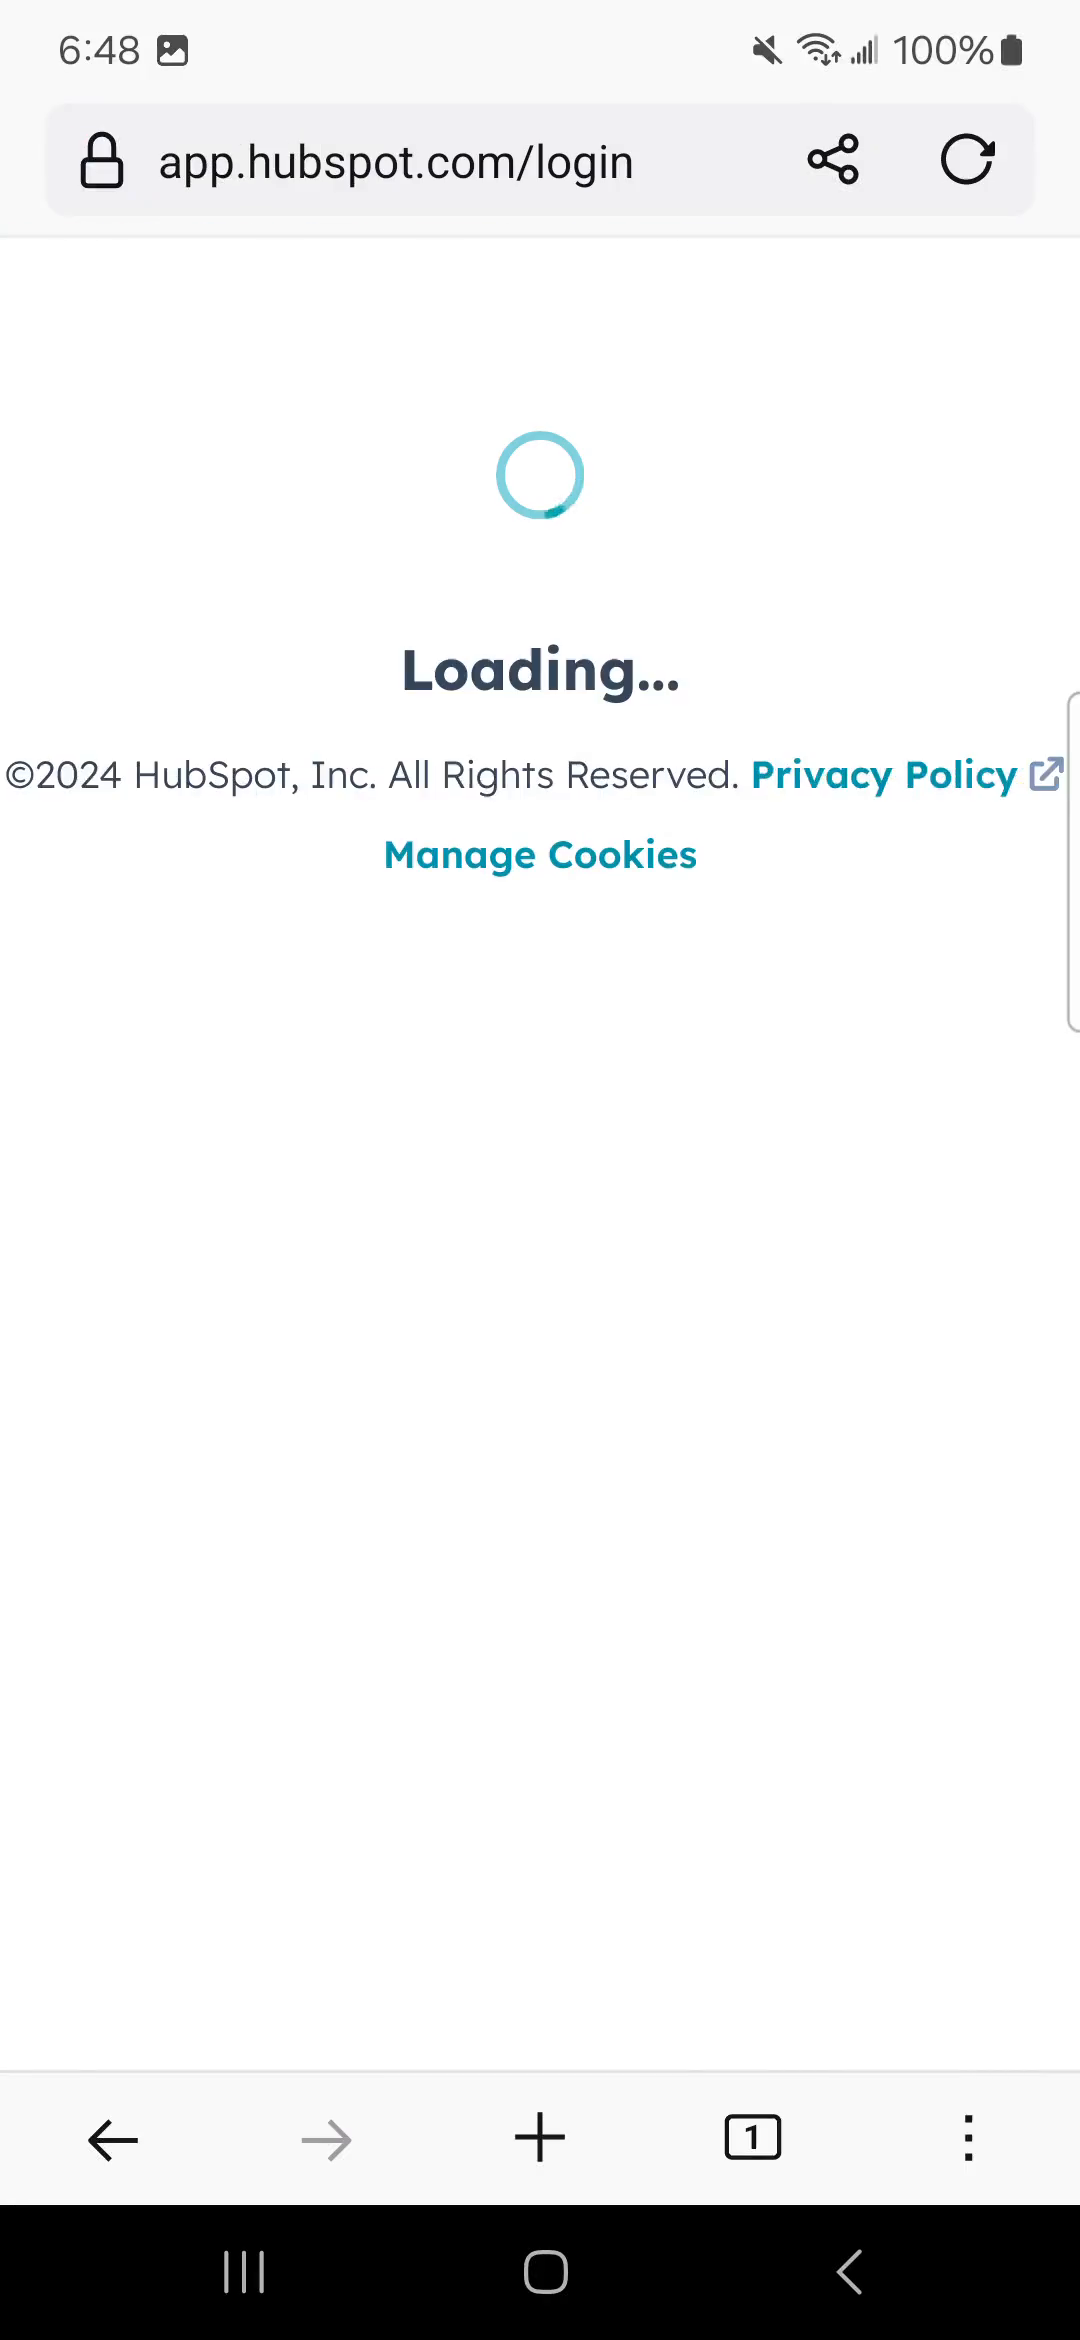 6:48 100%
app.hubspot.com/login
Loading...
©2024 HubSpot, Inc. All Rights Reserved. Privacy Policy
Manage Cookies
1